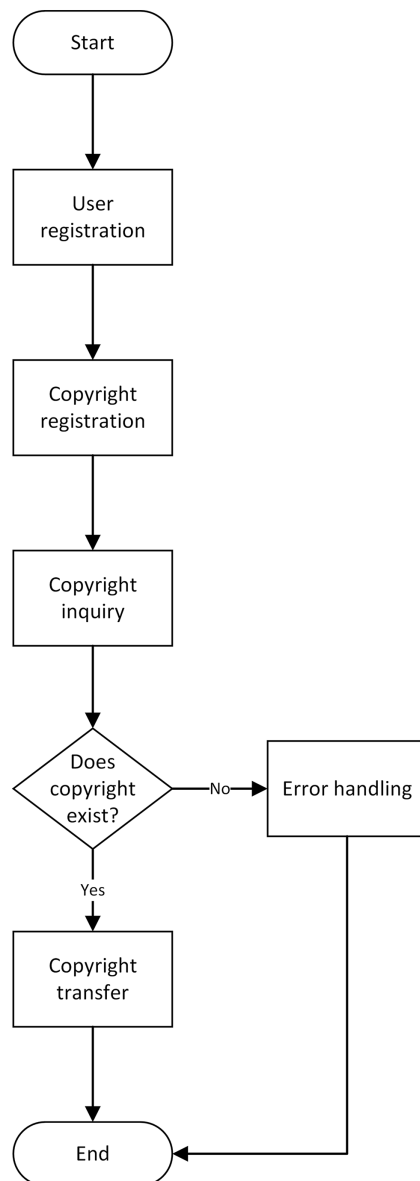 Start
User
registration
Copyright
registration
Copyright
inquiry
Does
copyright
exist?
No
Error handling
Yes
Copyright
transfer
End